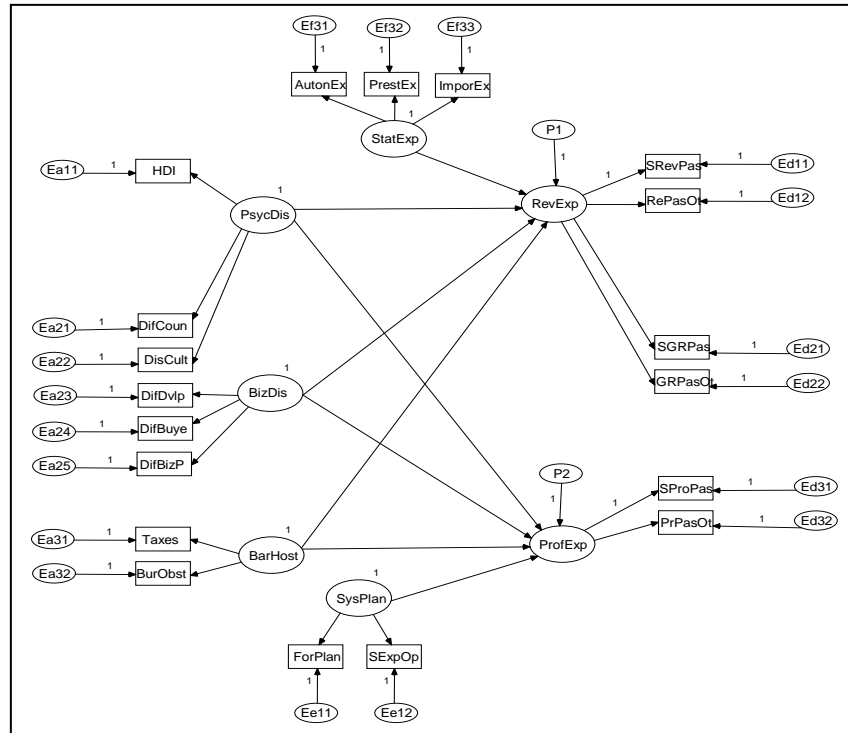 Ef31
Ef32
Ef33
1
1
1
AutonEx
PrestEx
ImporEx
1
StatExp
P1
1
Ea11
1
HDI
1
PsycDis
RevExp
1
SRevPas
1
Ed11
RePasOt
1
Ed12
Ea21
1
DifCoun
Ea22
1
DisCult
Ea23
1
DifDvlp
Ea24
1
DifBuye
Ea25
1
DifBizP
1
BizDis
SGRPas
1
Ed21
GRPasOt
1
Ed22
P2
1
Ea31
1
Taxes
Ea32
1
BurObst
1
BarHost
ProfExp
1
SProPas
1
Ed31
PrPasOt
1
Ed32
1
SysPlan
ForPlan
SExpOp
1
1
Ee11
Ee12